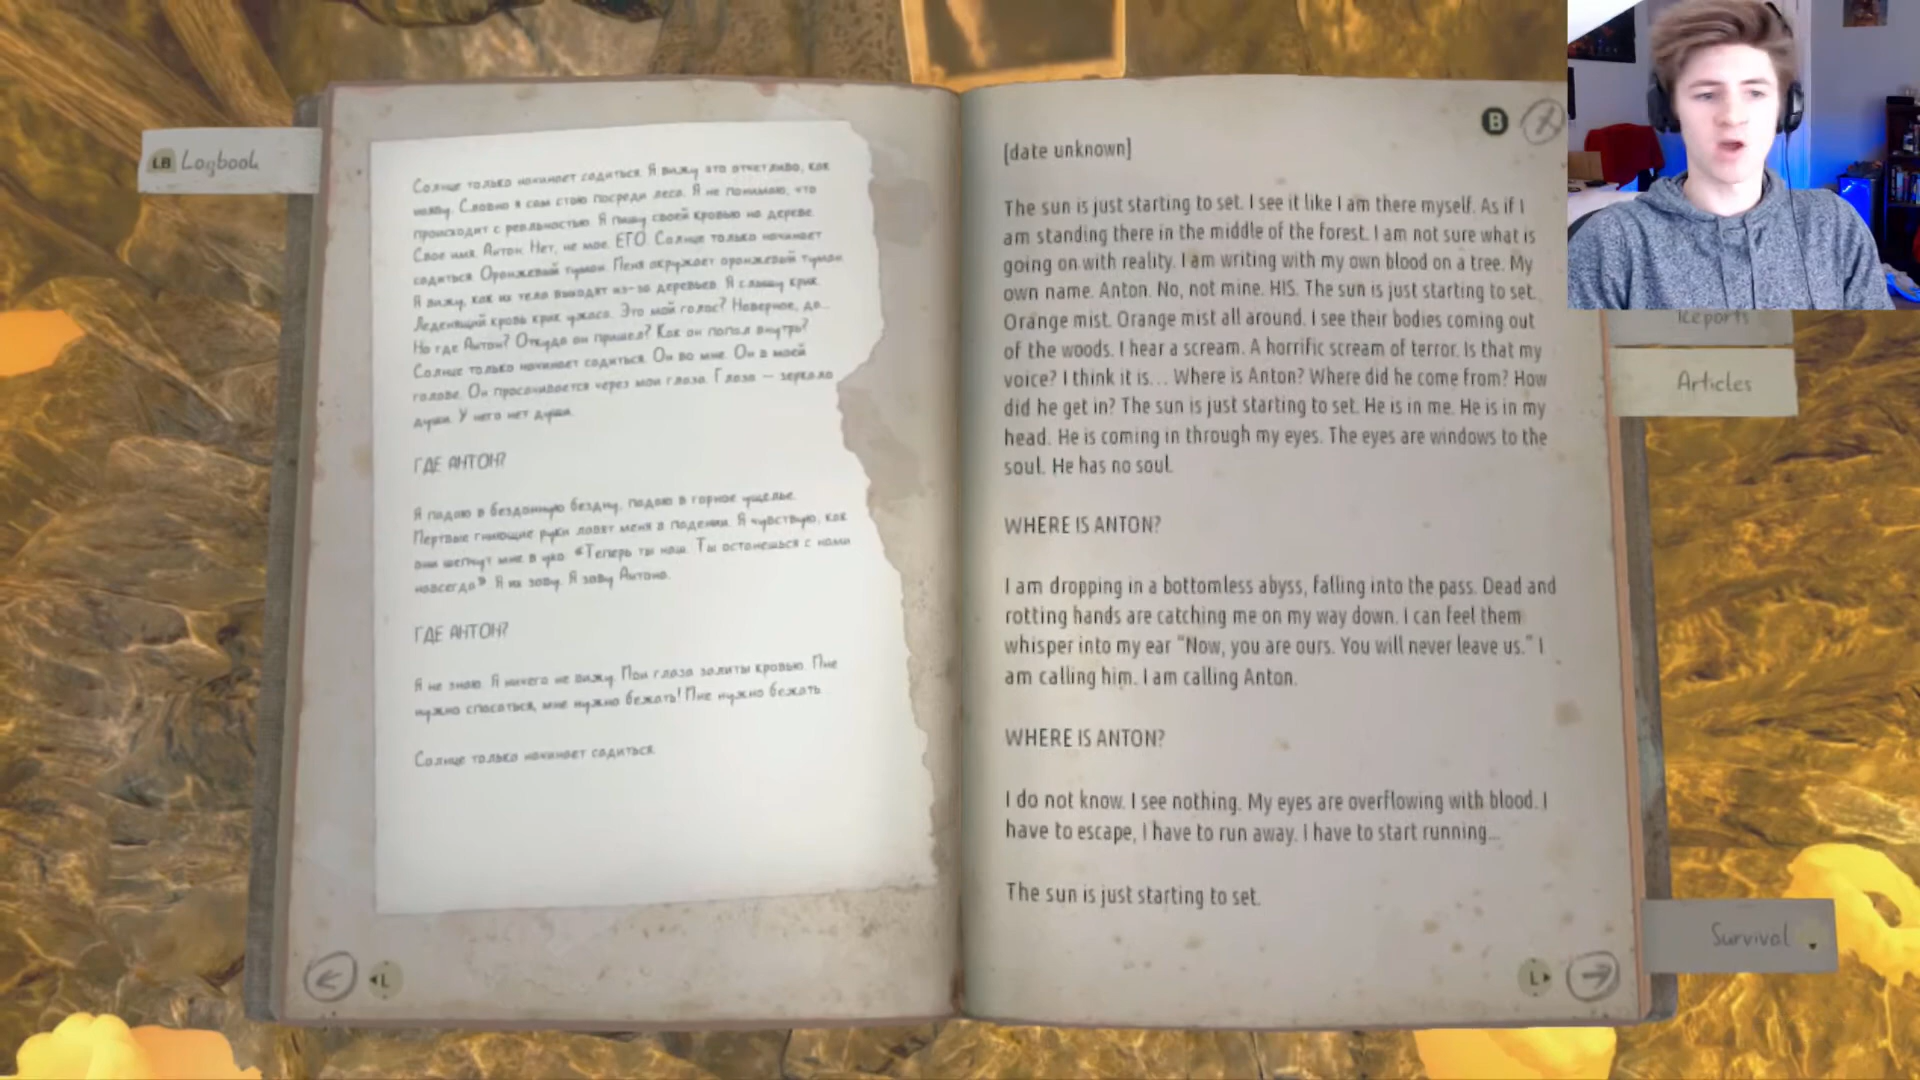 LB Logbook
Солнце только начинает садиться. Я вижу это отчетливо, как
наяву. Словно я сам стою посреди леса. Я не понимаю, что
происходит с реальностью. Я пишу своей кровью на дереве.
Свое имя. Антон. Нет, не мое. ЕГО. Солнце только начинает
садиться. Оранжевый туман. Меня окружает оранжевый туман.
Я вижу, как их тела выходят из-за деревьев. Я слышу крик.
Леденящий кровь крик ужаса. Это мой голос? Наверное, да...
Но где Антон? Откуда он пришел? Как он попал внутрь?
Солнце только начинает садиться. Он во мне. Он в моей
голове. Он просачивается через мои глаза. Глаза — зеркало
души. У него нет души.
ГДЕ АНТОН?
Я падаю в бездонную бездну, падаю в горное ущелье.
Мертвые гниющие руки ловят меня в падении. Я чувствую, как
они шепчут мне в ухо: «Теперь ты наш. Ты останешься с нами
навсегда» Я их зову. Я зову Антона.
ГДЕ АНТОН?
Я не знаю. Я ничего не вижу. Мои глаза залиты кровью. Мне
нужно спасаться, мне нужно бежать! Мне нужно бежать...
Солнце только начинает садиться.
L
B
[date unknown]
The sun is just starting to set. I see it like I am there myself. As if I
am standing there in the middle of the forest. I am not sure what is
going on with reality. I am writing with my own blood on a tree. My
own name. Anton. No, not mine. HIS. The sun is just starting to set.
Orange mist. Orange mist all around. I see their bodies coming out
of the woods. I hear a scream. A horrific scream of terror. Is that my
voice? I think it is... Where is Anton? Where did he come from? How
did he get in? The sun is just starting to set. He is in me. He is in my
head. He is coming in through my eyes. The eyes are windows to the
soul. He has no soul.
WHERE IS ANTON?
I am dropping in a bottomless abyss, falling into the pass. Dead and
rotting hands are catching me on my way down. I can feel them
whisper into my ear “Now, you are ours. You will never leave us.” I
am calling him. I am calling Anton.
WHERE IS ANTON?
I do not know. I see nothing. My eyes are overflowing with blood. I
have to escape, I have to run away. I have to start running...
The sun is just starting to set.
L
Reports
Articles
Survival